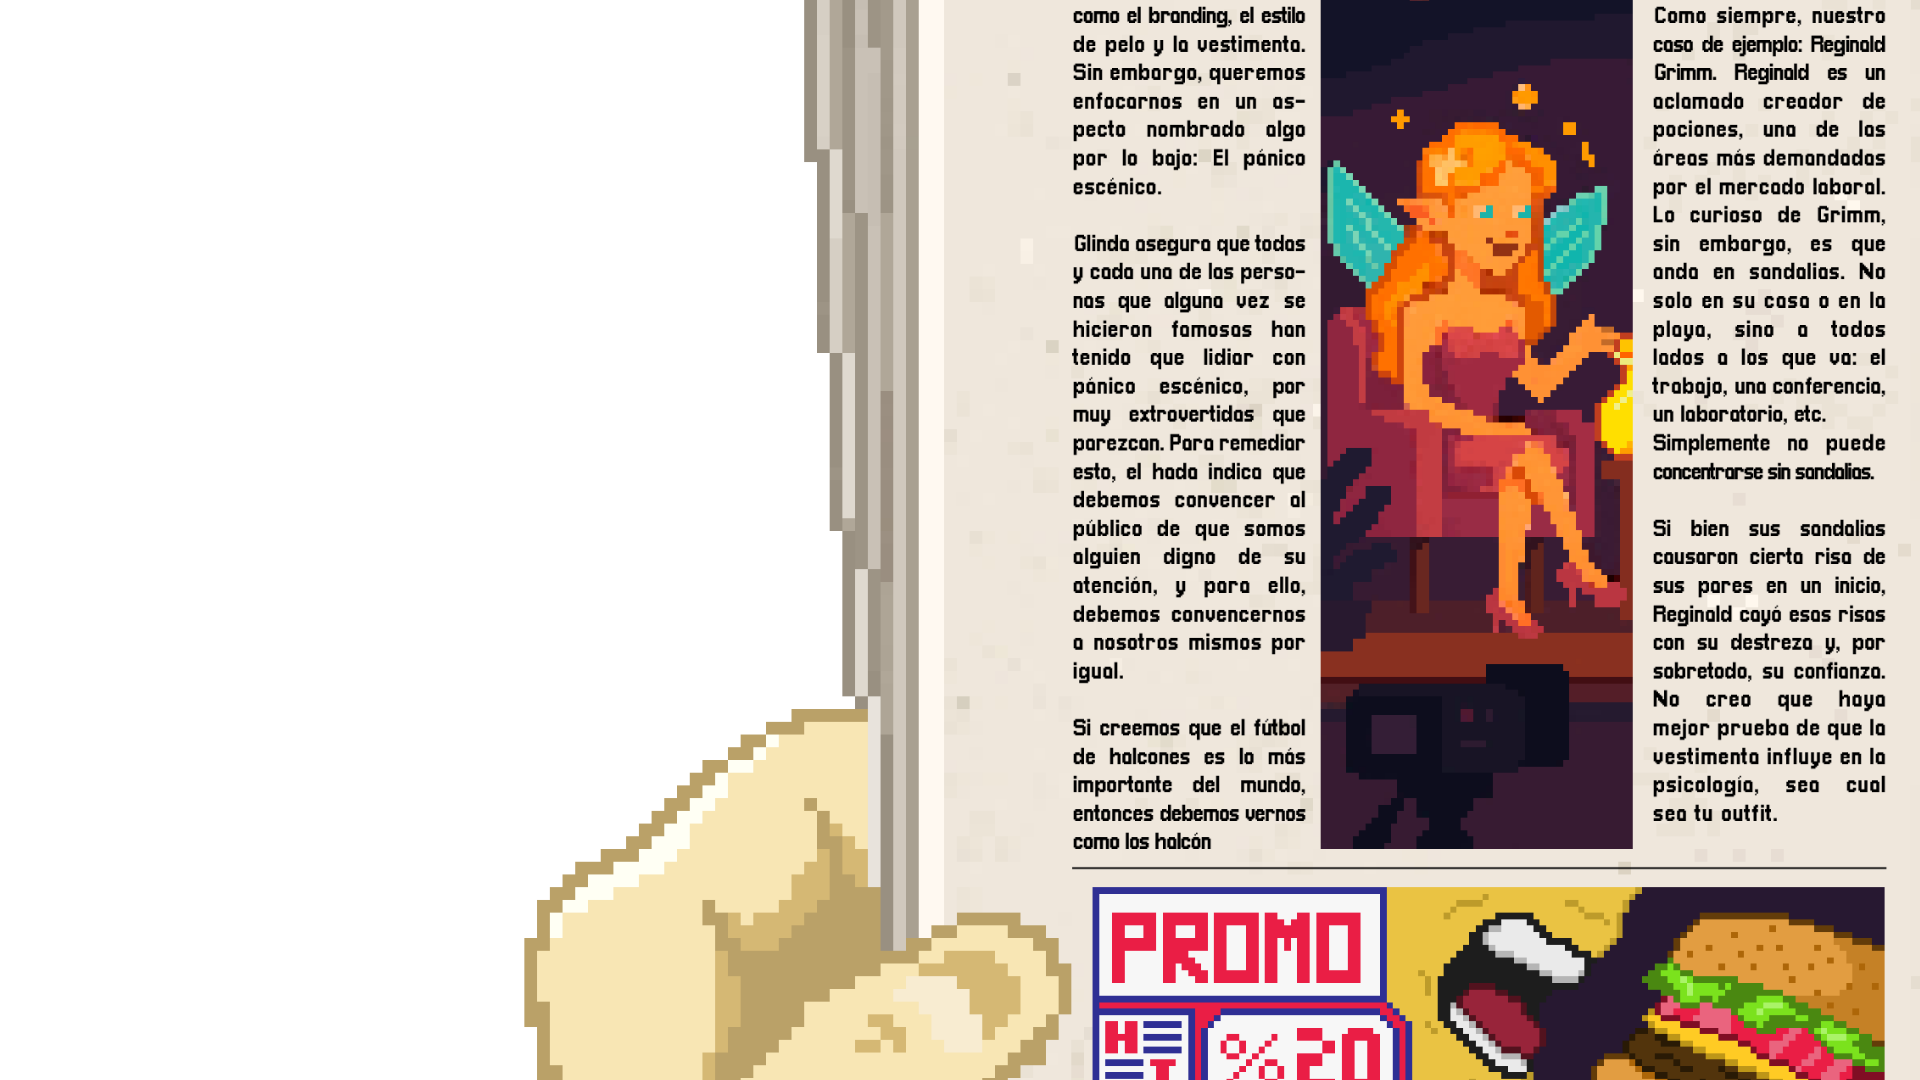 como el branding, el estilo
de pelo y la vestimenta.
Sin embargo, queremos
enfocarnos en un as-
pecto nombrado algo
por lo bajo: El pánico
escénico.
Glinda asegura que todas
y cada una de las perso-
nas que alguna vez se
hicieron famosas han
tenido que lidiar con
pánico escénico, por
muy extrovertidas que
parezcan. Para remediar
esto, el hada indica que
debemos convencer al
público de que somos
alguien digno de su
atención, y para ello,
debemos convencernos
a nosotros mismos por
igual.
Si creemos que el fútbol
de halcones es lo más
importante del mundo,
entonces debemos vernos
como los halcón
Como siempre, nuestro
caso de ejemplo: Reginald
Grimm. Reginald es un
aclamado creador de
pociones, una de las
áreas más demandadas
por el mercado laboral.
Lo curioso de Grimm,
sin embargo, es que
anda en sandalias. No
solo en su casa o en la
playa, sino a todos
lados a los que va: el
trabajo, una conferencia,
un laboratorio, etc.
Simplemente no puede
concentrarse sin sandalias.
Si bien sus sandalias
causaron cierta risa de
sus pares en un inicio,
Reginald cayó esas risas
con su destreza y, por
sobretodo, su confianza.
No creo que haya
mejor prueba de que la
vestimenta influye en la
psicología, sea cual
sea tu outfit.
PROMO
%20